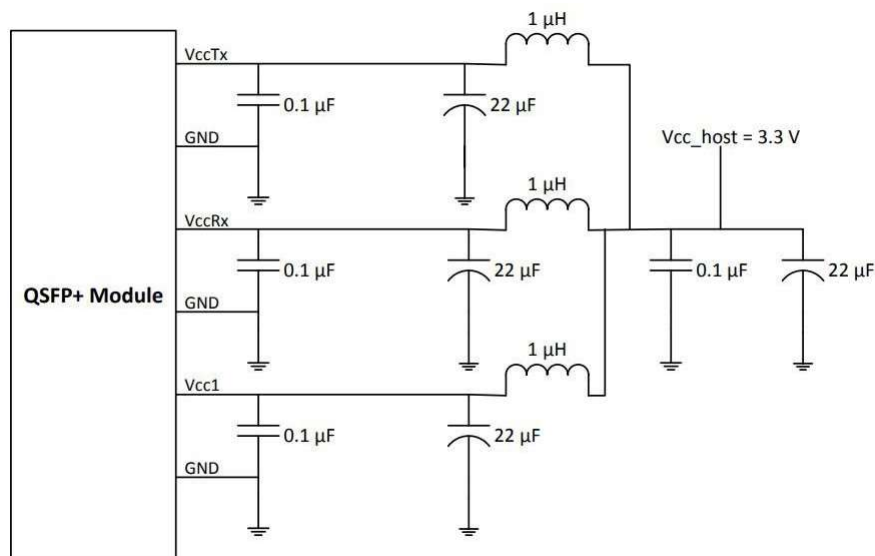 1 µH
VccTx
0.1 µF
22 µF
GND
Vcc_host = 3.3 V
1 µH
VccRx
0.1 µF
22 µF
0.1 µF
22 µF
QSFP+ Module
GND
1 µH
Vcc1
0.1 µF
22 µF
GND